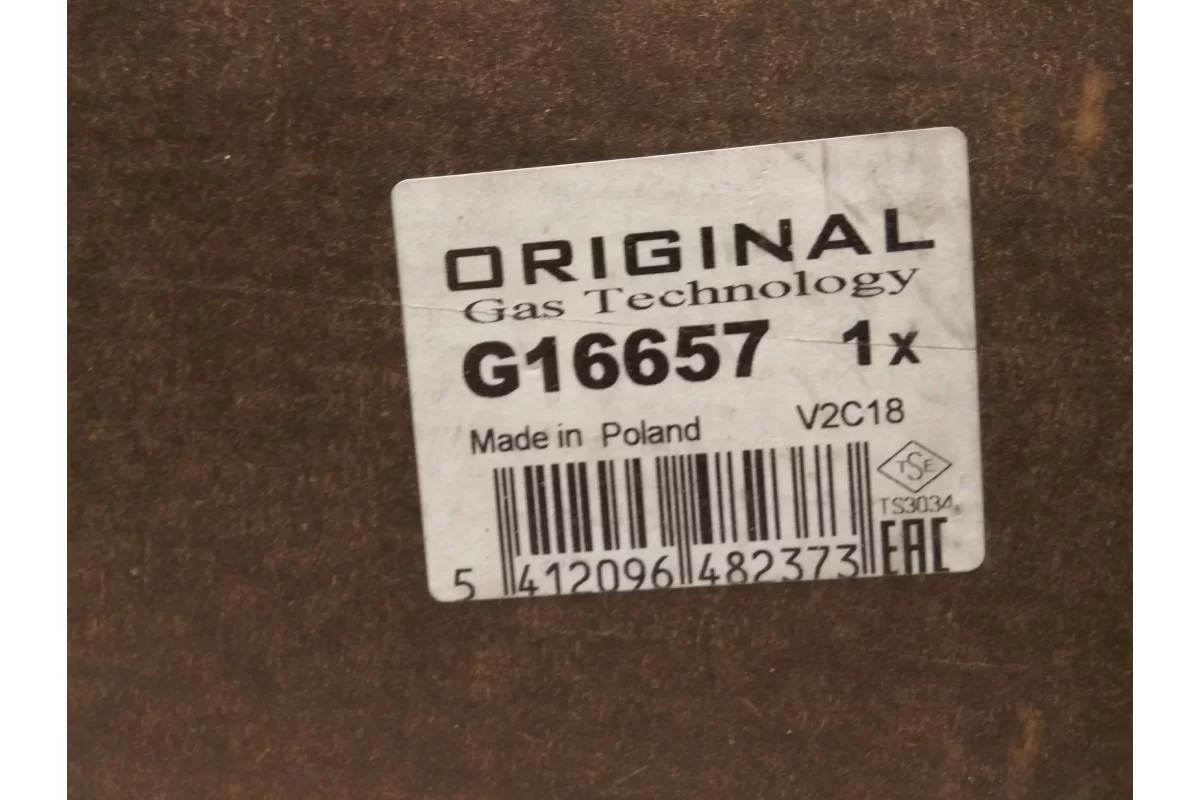 ORIGINAL
Gas Technology
G16657 1x
Made in Poland V2C18
TSE
TS3034
EAC
5 412096 482373